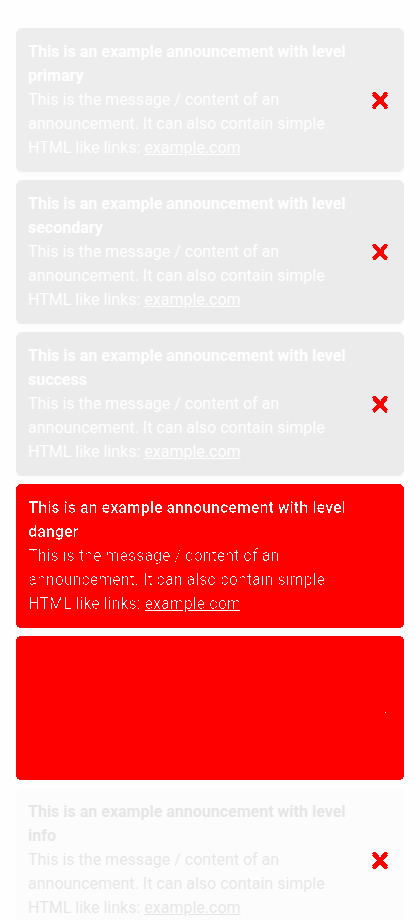 This is an example announcement with level
primary
This is the message / content of an
announcement. It can also contain simple
HTML like links: example.com
This is an example announcement with level
secondary
This is the message / content of an
announcement. It can also contain simple
HTML like links: example.com
This is an example announcement with level
success
This is the message / content of an
announcement. It can also contain simple
HTML like links: example.com
This is an example announcement with level
danger
This is the message / content of an
announcement. It can also contain simple
HTML like links: example.com
This is an example announcement with level
info
This is the message / content of an
announcement. It can also contain simple
HTML like links: example.com